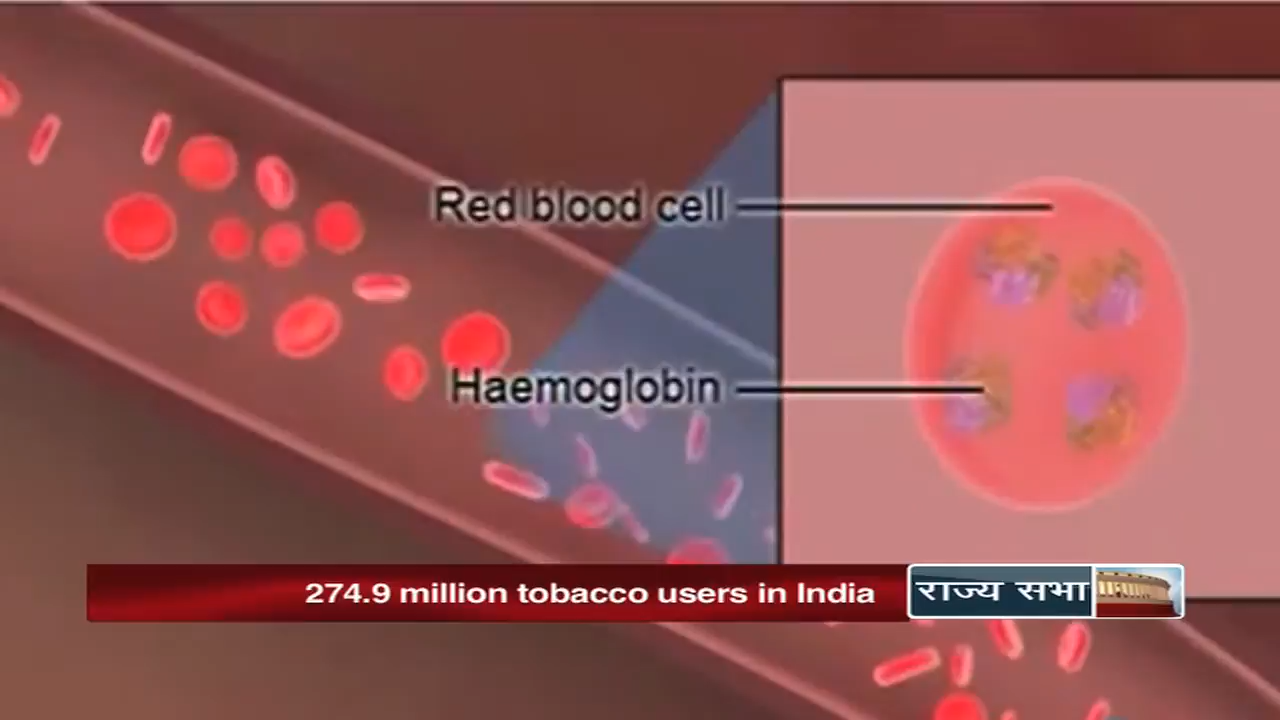 Red blood cell
Haemoglobin
274.9 million tobacco users in India
राज्य सभा